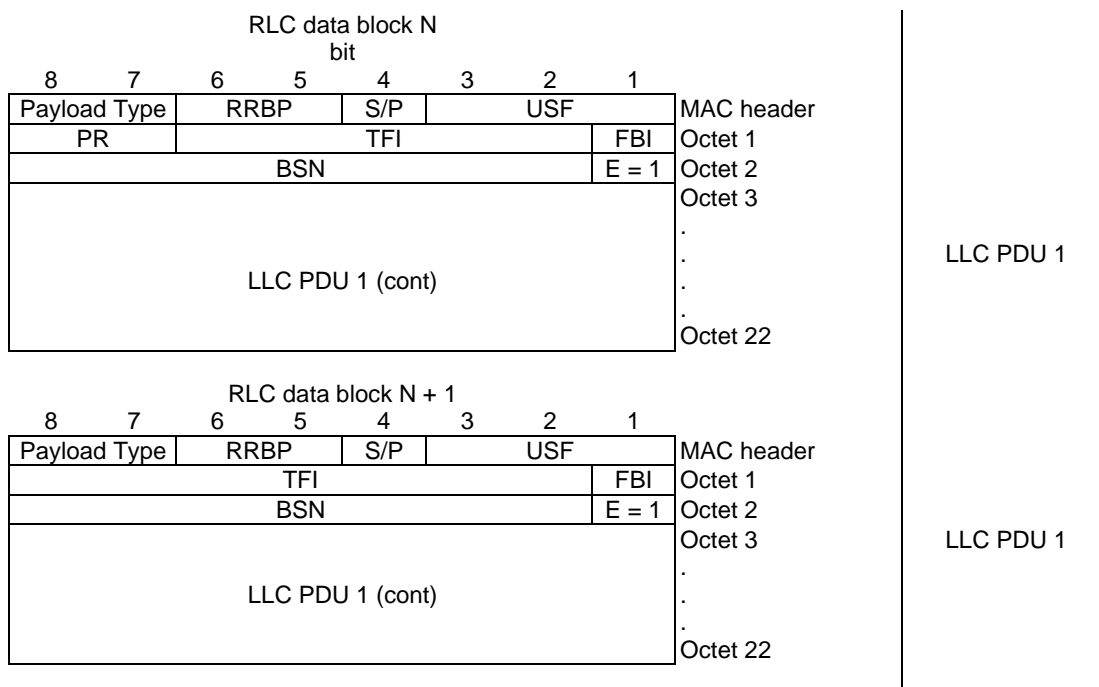 RLC data block N
bit
8 7 6 5 4 3 2 1
Payload Type RRBP S/P USF MAC header
PR TFI FBI Octet 1
BSN E = 1 Octet 2
Octet 3
.
.
LLC PDU 1
LLC PDU 1 (cont)
.
.
Octet 22
RLC data block N + 1
8 7 6 5 4 3 2 1
Payload Type RRBP S/P USF MAC header
TFI FBI Octet 1
BSN E = 1 Octet 2
Octet 3 LLC PDU 1
.
LLC PDU 1 (cont) .
.
Octet 22